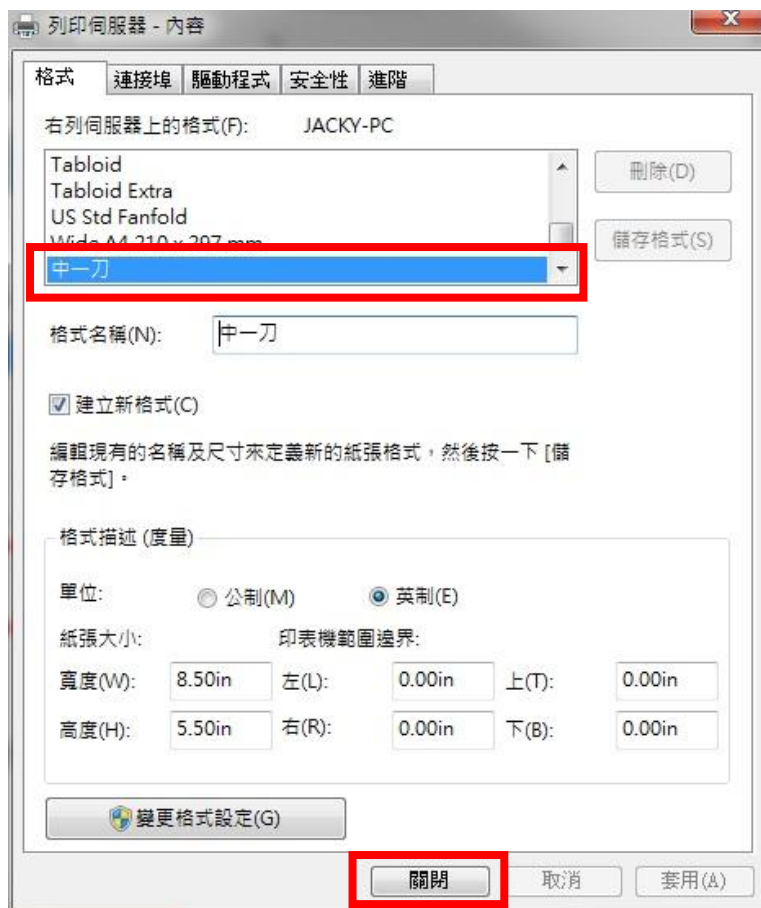 列印伺服器 - 內容
格式 連接埠 驅動程式 安全性 進階
右列伺服器上的格式(F): JACKY-PC
Tabloid
Tabloid Extra
US Std Fanfold
Wide A4 210 x 297 mm
中一刀
刪除(D)
儲存格式(S)
格式名稱(N): 中一刀
建立新格式(C)
編輯現有的名稱及尺寸來定義新的紙張格式，然後按一下 [儲
存格式]。
格式描述 (度量)
單位: 公制(M) 英制(E)
紙張大小: 印表機範圍邊界:
寬度(W): 8.50in 左(L): 0.00in 上(T): 0.00in
高度(H): 5.50in 右(R): 0.00in 下(B): 0.00in
變更格式設定(G)
關閉 取消 套用(A)